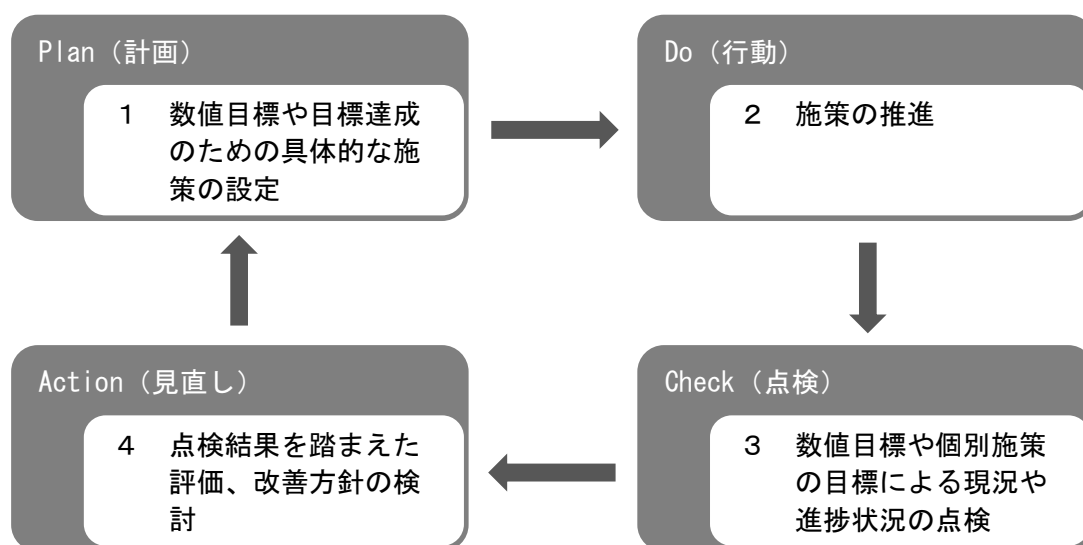 Plan（計画）
１　数値目標や目標達成
のための具体的な施
策の設定
Do（行動）
２　施策の推進
Action（見直し）
４　点検結果を踏まえた
評価、改善方針の検
討
Check（点検）
３　数値目標や個別施策
の目標による現況や
進捗状況の点検